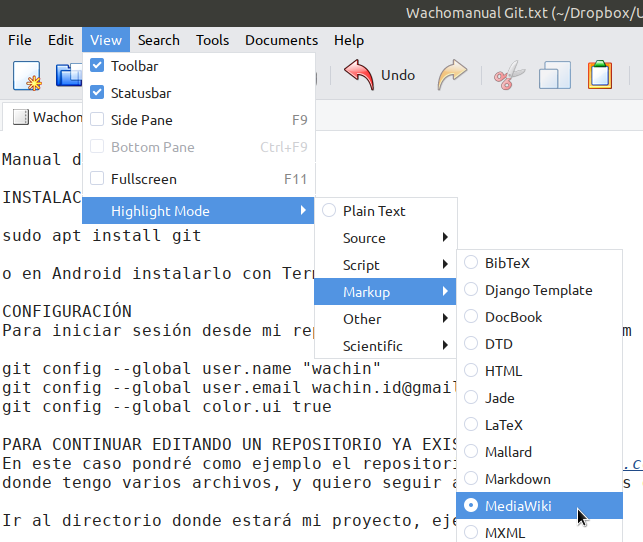 Wachomanual Git.txt (~/Dropbox/U
File Edit View Search Tools Documents Help
Undo
Toolbar
Statusbar
Side Pane F9
Bottom Pane Ctrl+F9
Fullscreen F11
Highlight Mode
Plain Text
Source
Script
Markup
Other
Scientific
BibTeX
Django Template
DocBook
DTD
HTML
Jade
LaTeX
Mallard
Markdown
MediaWiki
MXML
Wachom
Manual d
INSTALAC
sudo apt install git
o en Android instalarlo con Ter
CONFIGURACIÓN
Para iniciar sesión desde mi rep m
git config --global user.name "wachin"
git config --global user.email wachin.id@gmail
git config --global color.ui true
PARA CONTINUAR EDITANDO UN REPOSITORIO YA EXIS
En este caso pondré como ejemplo el repositori .c
donde tengo varios archivos, y quiero seguir a s
Ir al directorio donde estará mi proyecto, eje